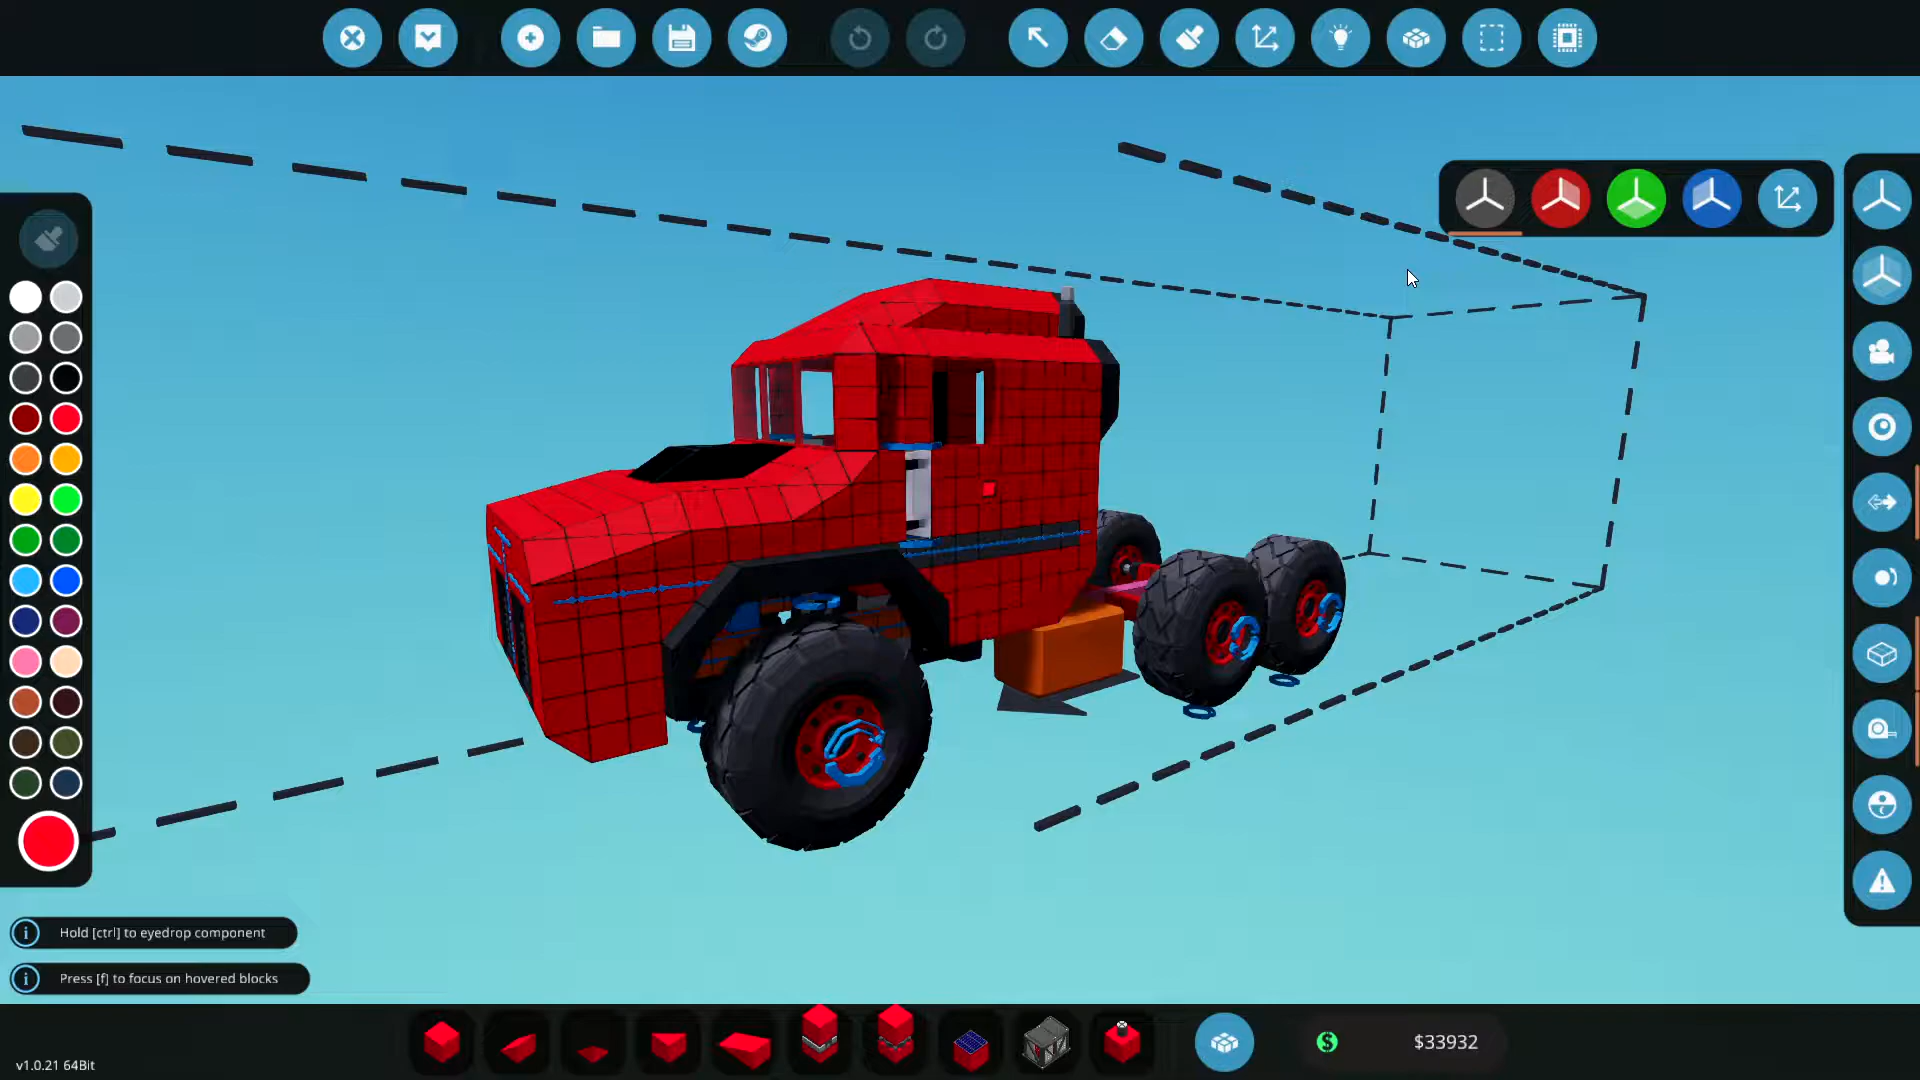 Hold [ctrl] to eyedrop component
Press [f] to focus on hovered blocks
v1.0.21 64Bit
$33932